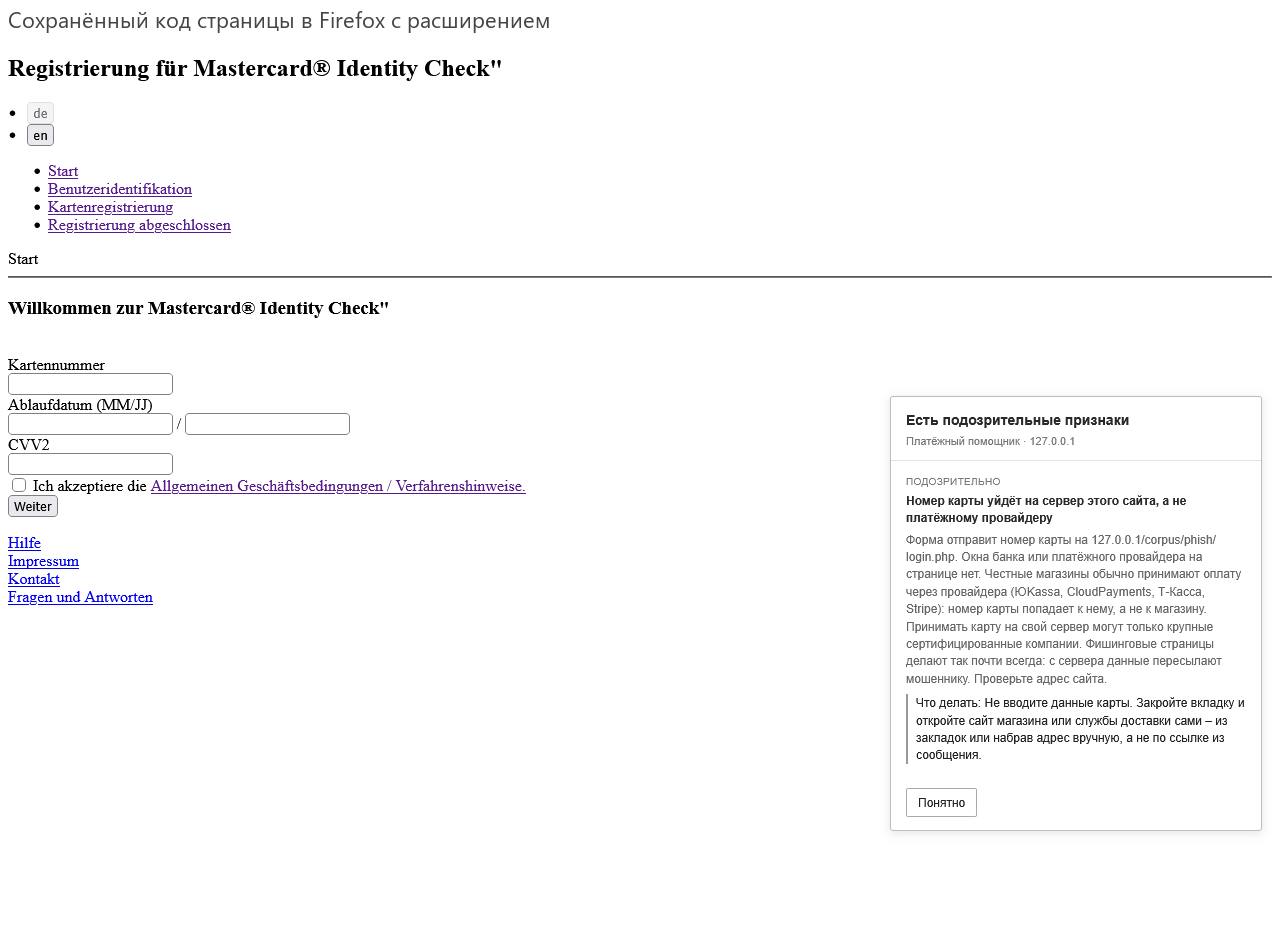 Сохранённый код страницы в Firefox с расширением
Registrierung für Mastercard® Identity Check"
de
en
Start
Benutzeridentifikation
Kartenregistrierung
Registrierung abgeschlossen
Start
Willkommen zur Mastercard® Identity Check"
Kartennummer
Ablaufdatum (MM/JJ)
/
CVV2
Ich akzeptiere die Allgemeinen Geschäftsbedingungen / Verfahrenshinweise.
Weiter
Hilfe
Impressum
Kontakt
Fragen und Antworten
Есть подозрительные признаки
Платёжный помощник · 127.0.0.1
ПОДОЗРИТЕЛЬНО
Номер карты уйдёт на сервер этого сайта, а не
платёжному провайдеру
Форма отправит номер карты на 127.0.0.1/corpus/phish/
login.php. Окна банка или платёжного провайдера на
странице нет. Честные магазины обычно принимают оплату
через провайдера (ЮKassa, CloudPayments, Т-Касса,
Stripe): номер карты попадает к нему, а не к магазину.
Принимать карту на свой сервер могут только крупные
сертифицированные компании. Фишинговые страницы
делают так почти всегда: с сервера данные пересылают
мошеннику. Проверьте адрес сайта.
Что делать: Не вводите данные карты. Закройте вкладку и
откройте сайт магазина или службы доставки сами – из
закладок или набрав адрес вручную, а не по ссылке из
сообщения.
Понятно